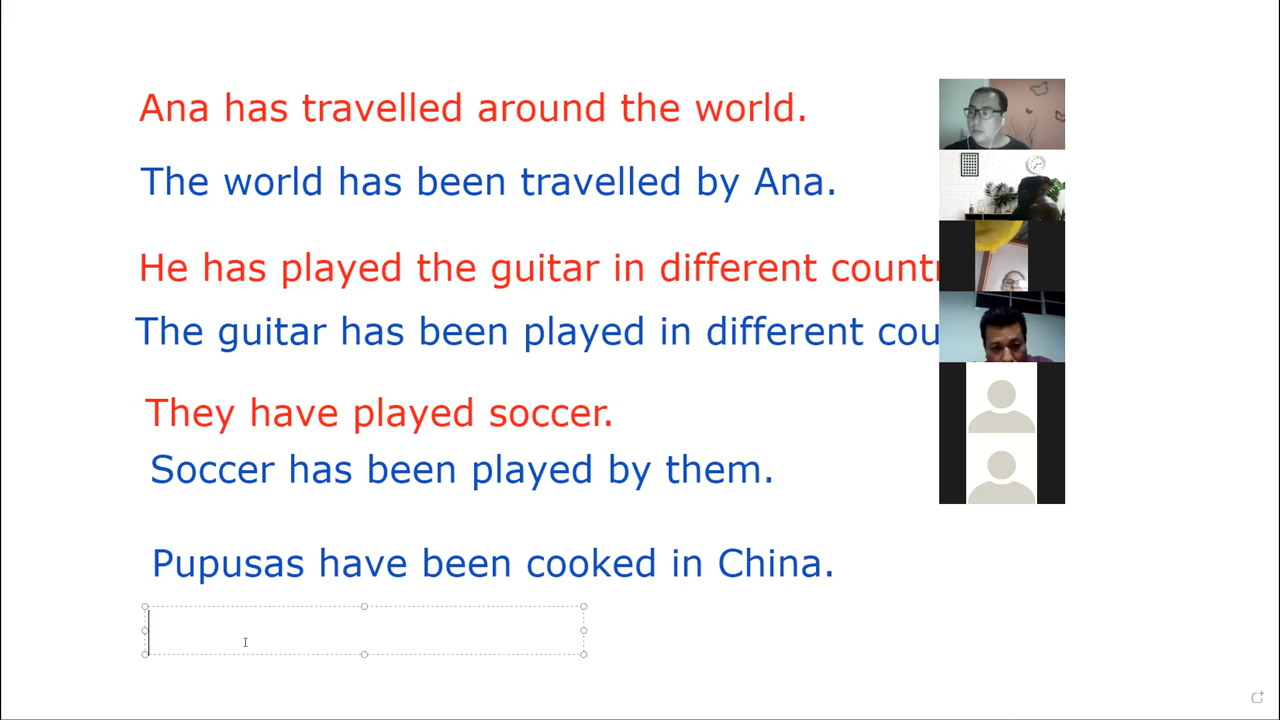 Ana has travelled around the world.
The world has been travelled by Ana.
He has played the guitar in different
The guitar has been played in different
They have played soccer.
Soccer has been played by them.
Pupusas have been cooked in China.